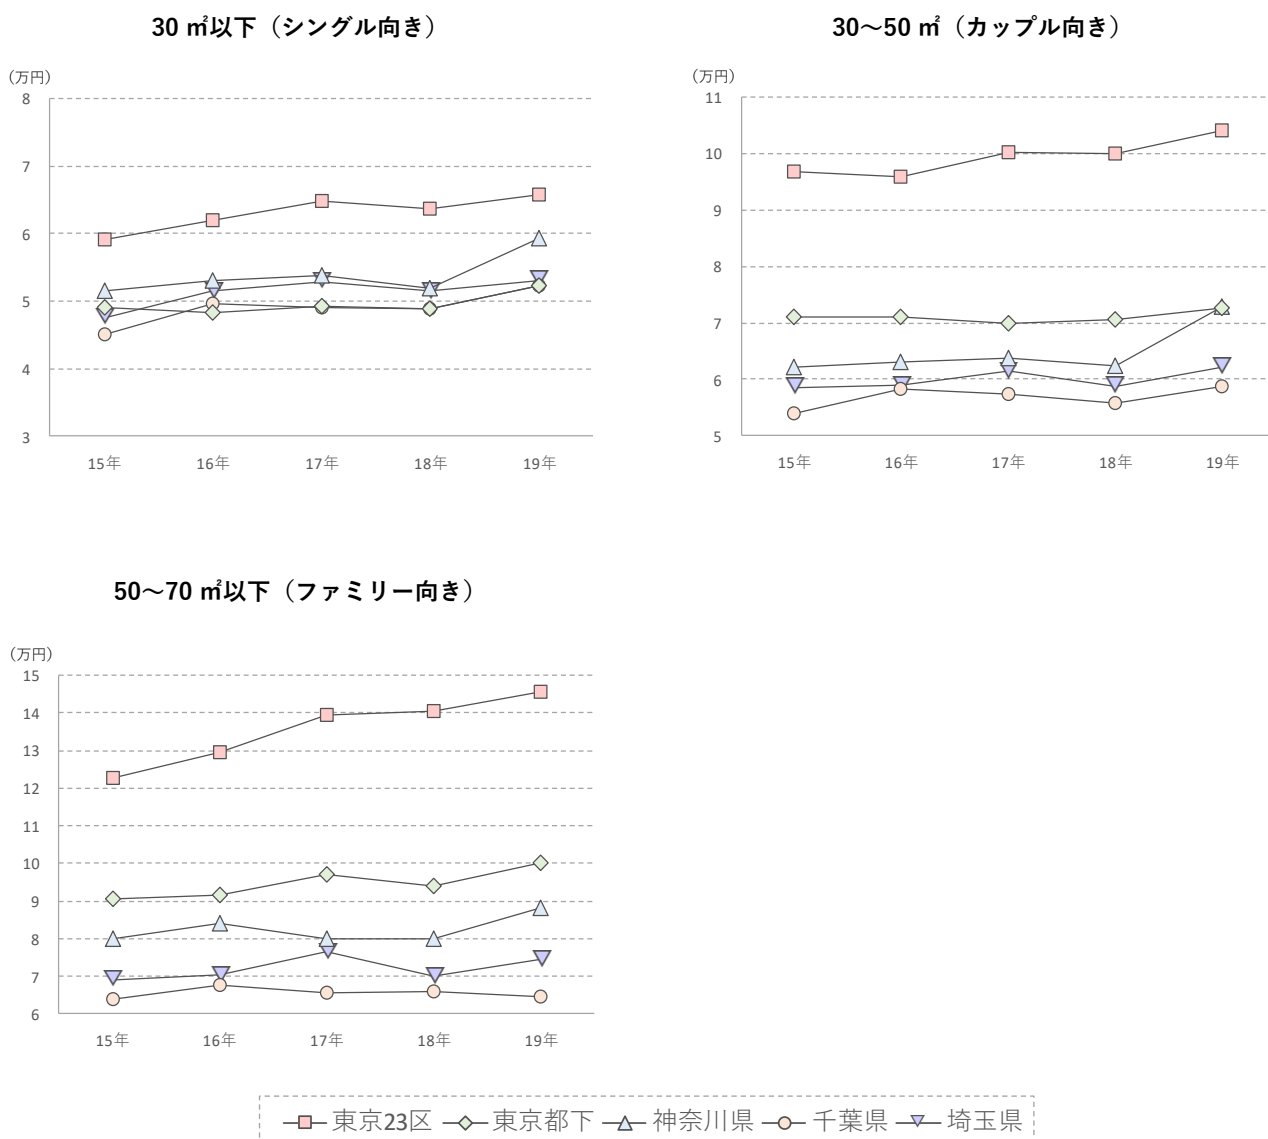 30 ㎡以下（シングル向き）
（万円）
8
7
6
5
4
3
15年 16年 17年 18年 19年
30～50 ㎡（カップル向き）
（万円）
11
10
9
8
7
6
5
15年 16年 17年 18年 19年
50～70 ㎡以下（ファミリー向き）
（万円）
15
14
13
12
11
10
9
8
7
6
15年 16年 17年 18年 19年
東京23区 東京都下 神奈川県 千葉県 埼玉県